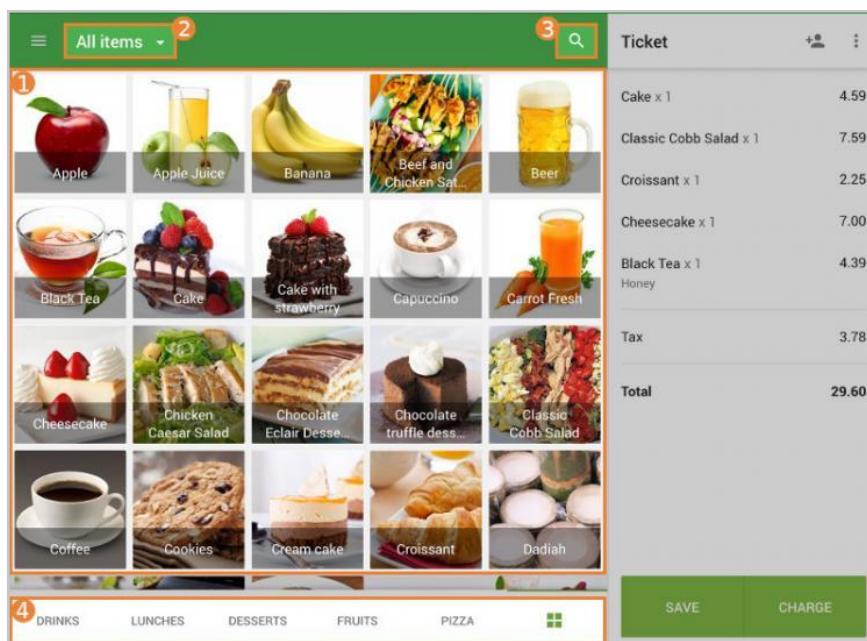 2
All items
3
1
Apple
Apple Juice
Banana
Beef and
Chicken Sat...
Beer
Black Tea
Cake
Cake with
strawberry
Capuccino
Carrot Fresh
Cheesecake
Chicken
Caesar Salad
Chocolate
Eclair Desse...
Chocolate
truffle dess...
Classic
Cobb Salad
Coffee
Cookies
Cream cake
Croissant
Dadiah
4
DRINKS LUNCHES DESSERTS FRUITS PIZZA
Ticket
Cake x 1 4.59
Classic Cobb Salad x 1 7.59
Croissant x 1 2.25
Cheesecake x 1 7.00
Black Tea x 1 4.39
Honey
Tax 3.78
Total 29.60
SAVE CHARGE